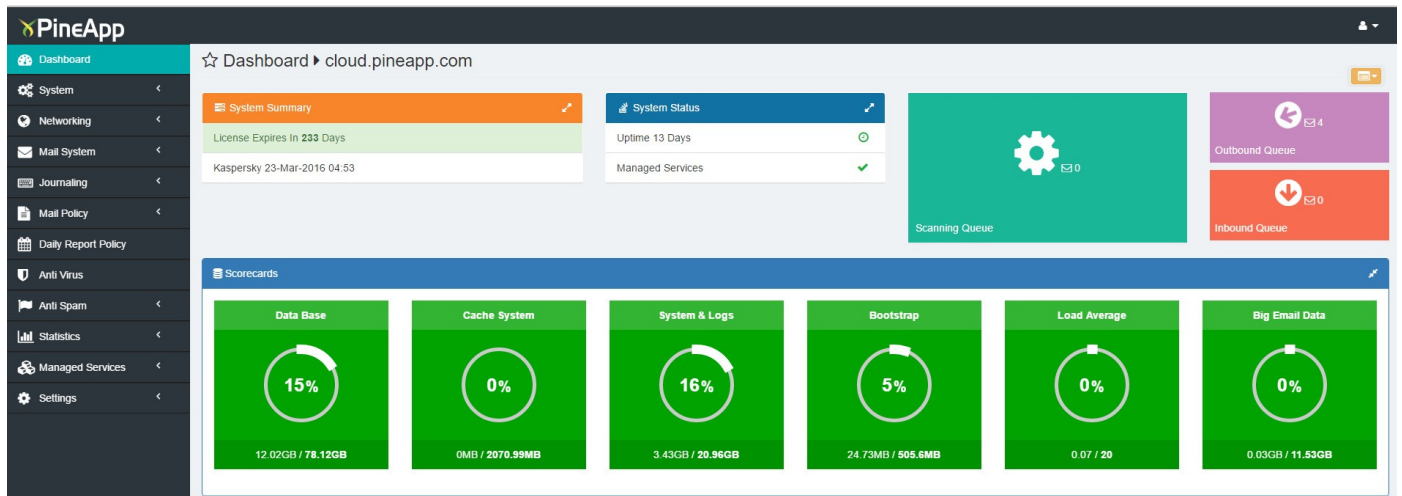 PineApp
Dashboard
System
Networking
Mail System
Journaling
Mail Policy
Daily Report Policy
Anti Virus
Anti Spam
Statistics
Managed Services
Settings
Dashboard cloud.pineapp.com
System Summary
License Expires In 233 Days
Kaspersky 23-Mar-2016 04:53
System Status
Uptime 13 Days
Managed Services
0
Scanning Queue
4
Outbound Queue
0
Inbound Queue
Scorecards
Data Base
15%
12.02GB / 78.12GB
Cache System
0%
0MB / 2070.99MB
System & Logs
16%
3.43GB / 20.96GB
Bootstrap
5%
24.73MB / 505.6MB
Load Average
0%
0.07 / 20
Big Email Data
0%
0.03GB / 11.53GB